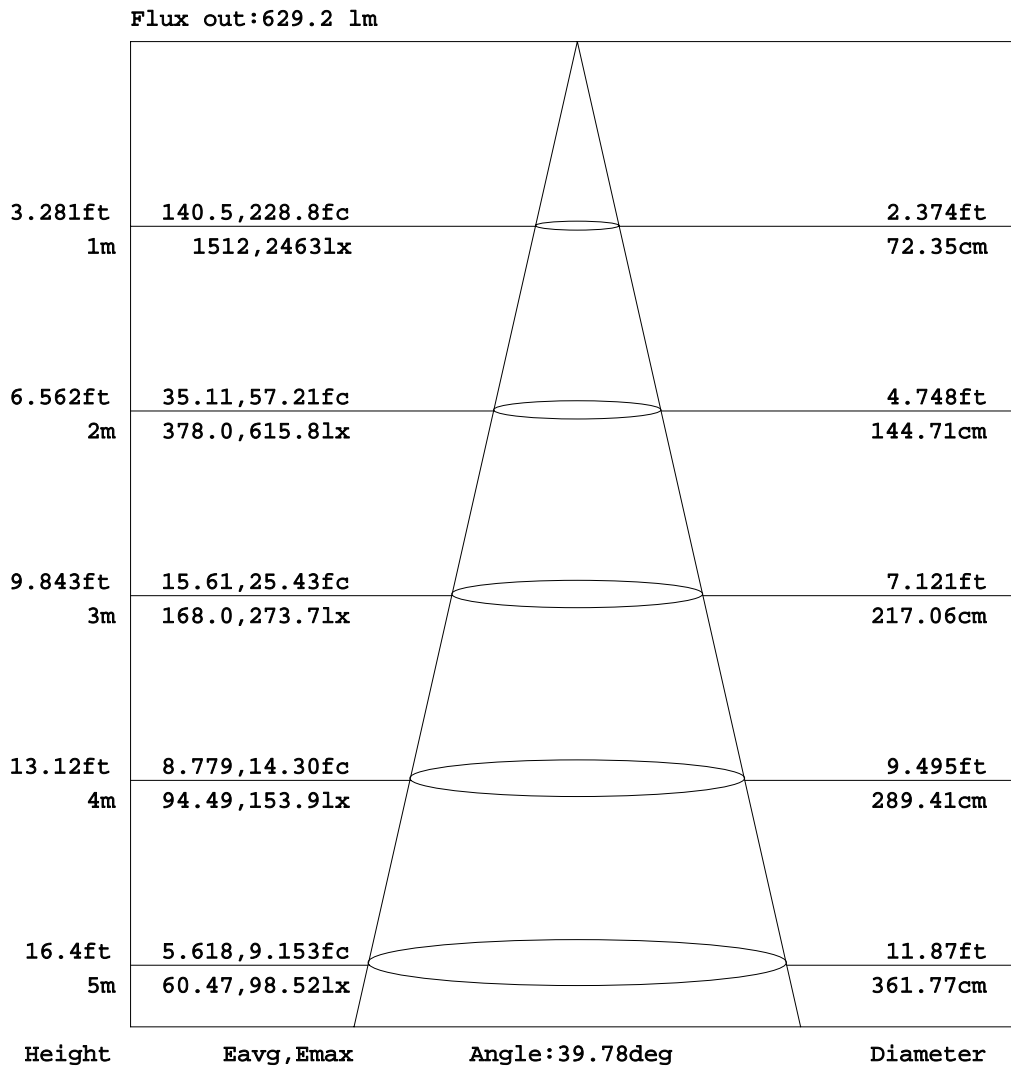 Flux out:629.2 lm
3.281ft 140.5,228.8fc 2.374ft
1m 1512,2463lx 72.35cm
6.562ft 35.11,57.21fc 4.748ft
2m 378.0,615.8lx 144.71cm
9.843ft 15.61,25.43fc 7.121ft
3m 168.0,273.7lx 217.06cm
13.12ft 8.779,14.30fc 9.495ft
4m 94.49,153.9lx 289.41cm
16.4ft 5.618,9.153fc 11.87ft
5m 60.47,98.52lx 361.77cm
Height Eavg,Emax Angle:39.78deg Diameter